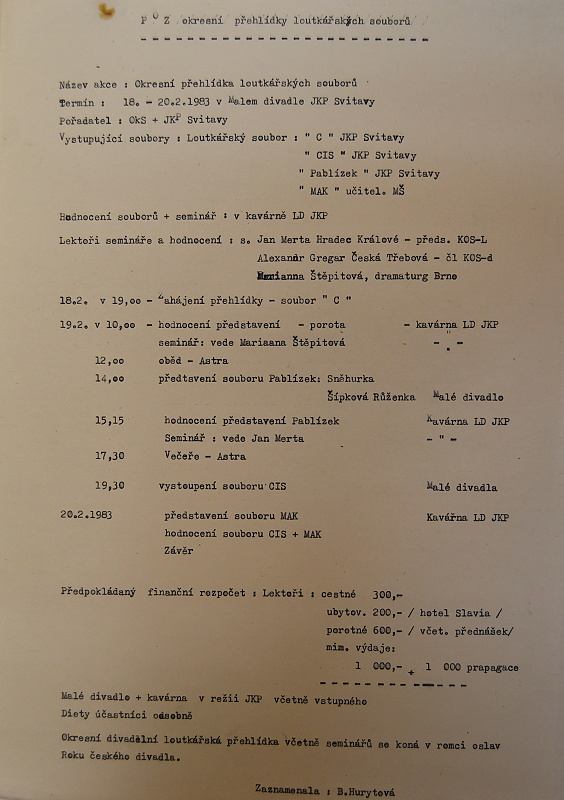 P O Z okresní přehlídky loutkářských souborů
Název akce : Okresní přehlídka loutkářských souborů
Termín : 18. - 20.2.1983 v Malem divadle JKP Svitavy
Pořadatel : OkS + JKP Svitavy
Vystupující soubory : Loutkářský soubor : " C " JKP Svitavy
" CIS " JKP Svitavy
" Pablízek " JKP Svitavy
" MAK " učitel. MŠ
Hodnocení souborů + seminář : v kavárně LD JKP
Lektoři semináře a hodnocení : s. Jan Merta Hradec Králové - předs. KOS-L
Alexandr Gregar Česká Třebová - čl KOS-d
Marianna Štěpitová, dramaturg Brno
18.2. v 19,00 - Zahájení přehlídky - soubor " C "
19.2. v 10,00 - hodnocení představení - porota - kavárna LD JKP
seminář: vede Mariaana Štěpitová - " -
12,00 oběd - Astra
14,00 předtsvení souboru Pablízek: Sněhurka
Šípková Růženka Malé divadlo
15,15 hodnocení představení Pablízek Kavárna LD JKP
Seminář : vede Jan Merta - " -
17,30 Večeře - Astra
19,30 vystoupení souboru CIS Malé divadla
20.2.1983 představení souboru MAK Kavářna LD JKP
hodnocení souboru CIS + MAK
Závěr
Předpokládaný finanční rozpočet : Lektoři : cestné 300,-
ubytov. 200,- / hotel Slavia /
porotné 600,- / včet. přednášek/
mim. výdaje:
1 000,- + 1 000 prapagace
Malé divadlo + kavárna v režii JKP včetně vstupného
Diety účastníci osobně
Okresní divadělní loutkářská přehlídka včetně seminářů se koná v romci oslav
Roku českého divadla.
Zaznamenala : B.Hurytová